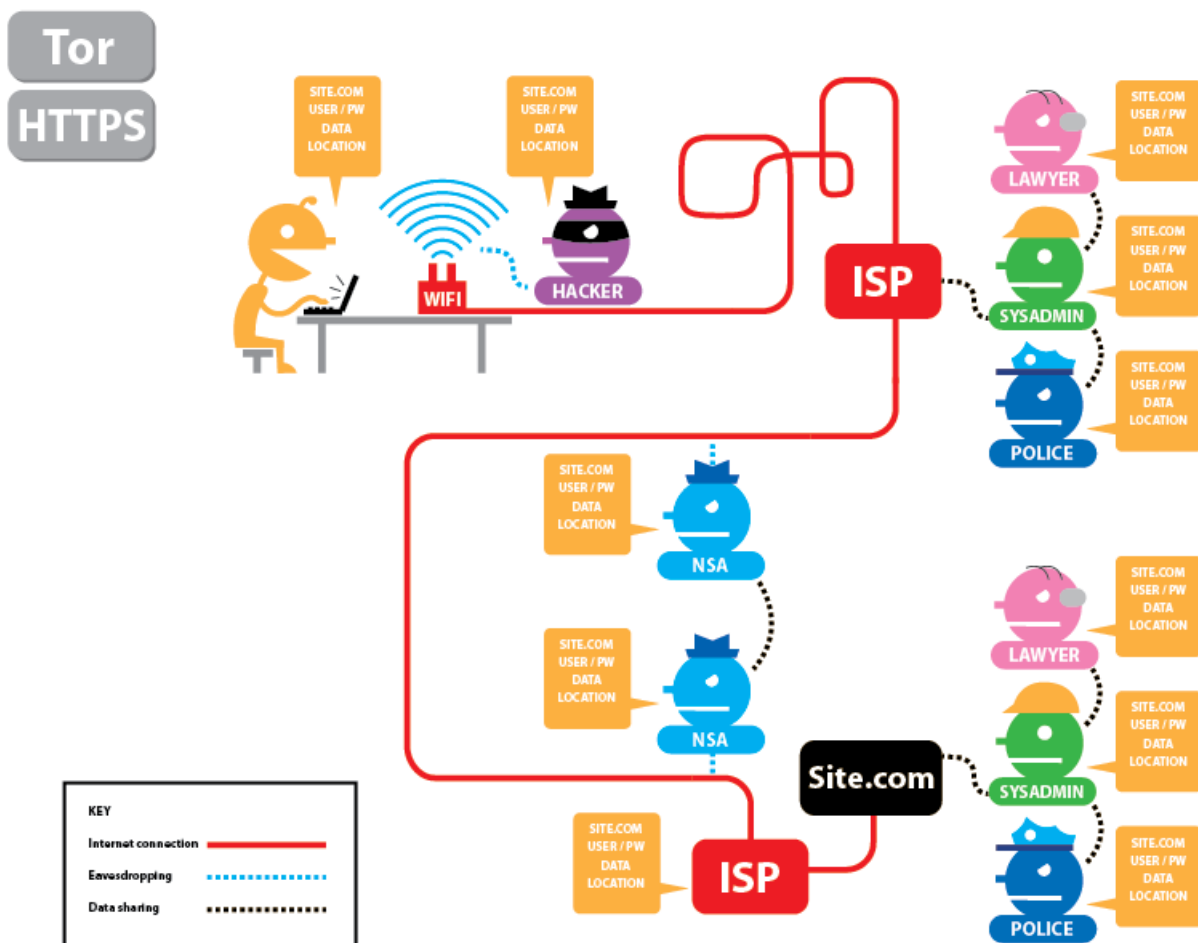 Tor
HTTPS
SITE.COM
USER / PW
DATA
LOCATION
SITE.COM
USER / PW
DATA
LOCATION
WIFI
HACKER
ISP
SITE.COM
USER / PW
DATA
LOCATION
LAWYER
SITE.COM
USER / PW
DATA
LOCATION
SYSADMIN
SITE.COM
USER / PW
DATA
LOCATION
POLICE
SITE.COM
USER / PW
DATA
LOCATION
NSA
SITE.COM
USER / PW
DATA
LOCATION
NSA
SITE.COM
USER / PW
DATA
LOCATION
LAWYER
SITE.COM
USER / PW
DATA
LOCATION
SYSADMIN
SITE.COM
USER / PW
DATA
LOCATION
POLICE
Site.com
SITE.COM
USER / PW
DATA
LOCATION
ISP
KEY
Internet connection
Eavesdropping
Data sharing